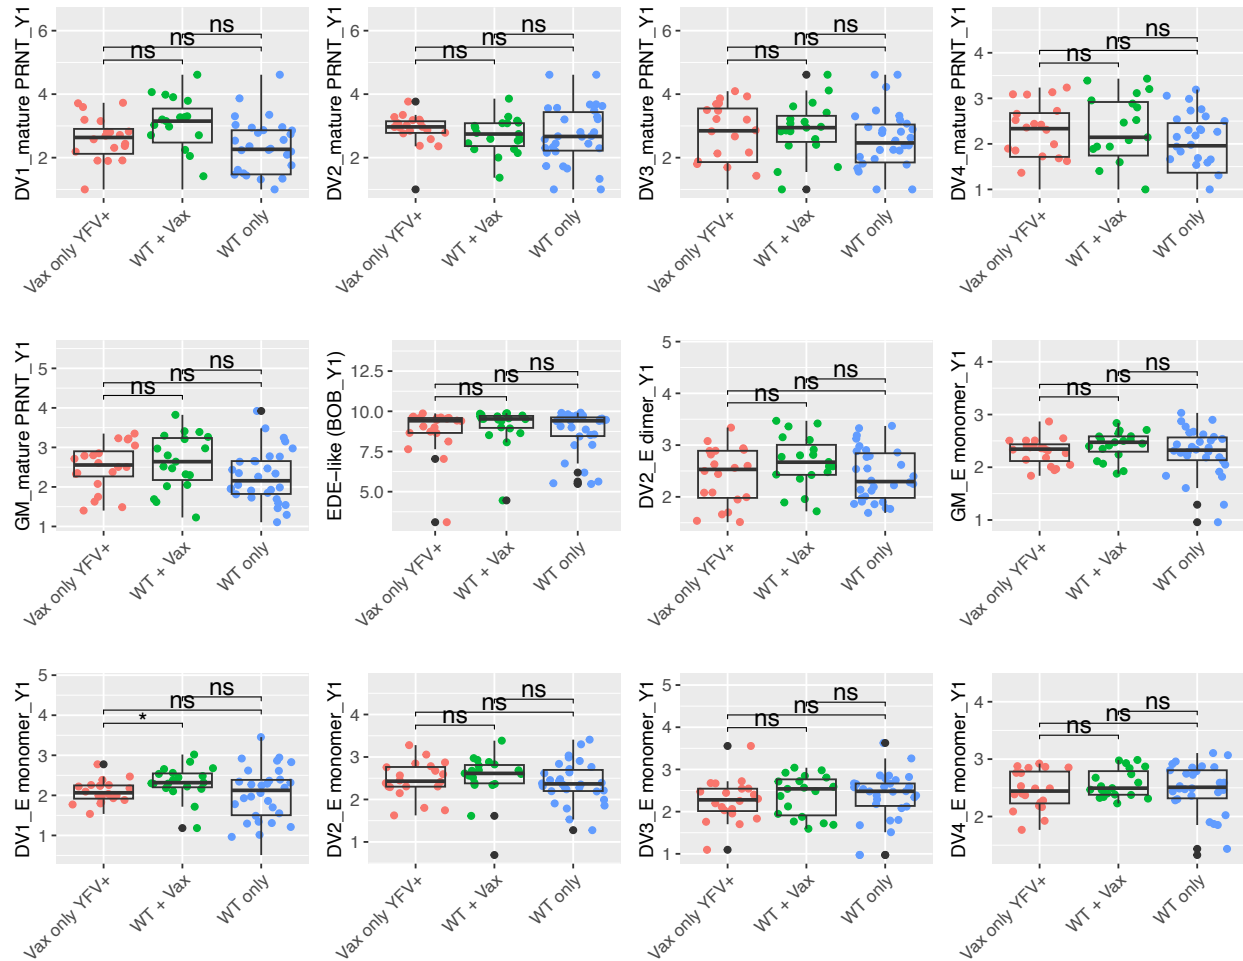 DV1_mature PRNT_Y1
6
4
2
ns
ns
ns
Vax only YFV+
WT + Vax
WT only
DV2_mature PRNT_Y1
6
4
2
ns
ns
ns
Vax only YFV+
WT + Vax
WT only
DV3_mature PRNT_Y1
6
4
2
ns
ns
ns
Vax only YFV+
WT + Vax
WT only
DV4_mature PRNT_Y1
4
3
2
1
ns
ns
ns
Vax only YFV+
WT + Vax
WT only
GM_mature PRNT_Y1
5
4
3
2
1
ns
ns
ns
Vax only YFV+
WT + Vax
WT only
EDE−like (BOB_Y1)
12.5
10.0
7.5
5.0
ns
ns
ns
Vax only YFV+
WT + Vax
WT only
DV2_E dimer_Y1
5
4
3
2
ns
ns
ns
Vax only YFV+
WT + Vax
WT only
GM_E monomer_Y1
4
3
2
1
ns
ns
ns
Vax only YFV+
WT + Vax
WT only
DV1_E monomer_Y1
5
4
3
2
1
ns
ns
*
Vax only YFV+
WT + Vax
WT only
DV2_E monomer_Y1
4
3
2
1
ns
ns
ns
Vax only YFV+
WT + Vax
WT only
DV3_E monomer_Y1
5
4
3
2
1
ns
ns
ns
Vax only YFV+
WT + Vax
WT only
DV4_E monomer_Y1
4
3
2
ns
ns
ns
Vax only YFV+
WT + Vax
WT only